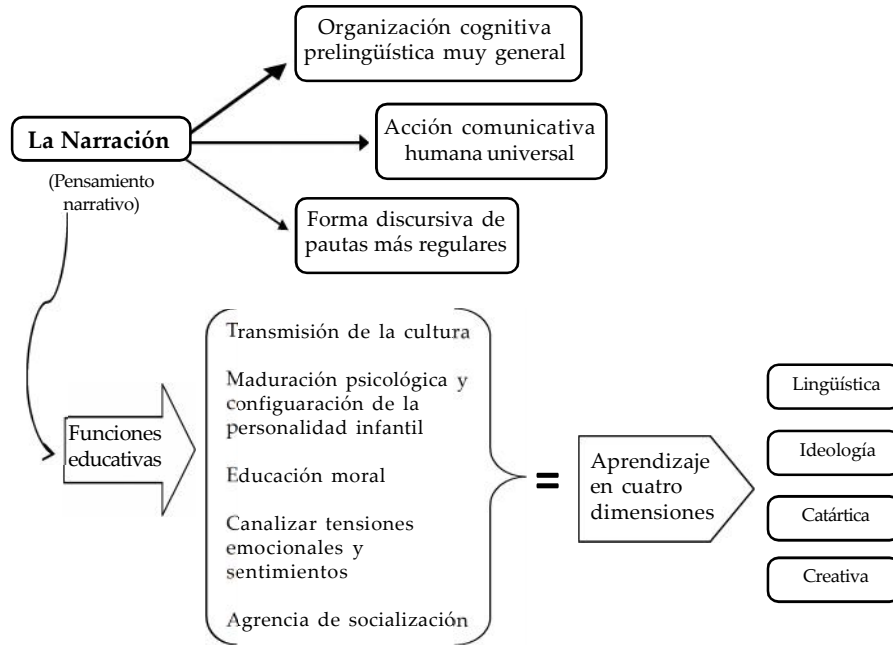 Organización cognitiva
prelingüística muy general
La Narración
(Pensamiento
narrativo)
Acción comunicativa
humana universal
Forma discursiva de
pautas más regulares
Funciones
educativas
Transmisión de la cultura
Maduración psicológica y
configuaración de la
personalidad infantil
Educación moral
Canalizar tensiones
emocionales y
sentimientos
Agrencia de socialización
=
Aprendizaje
en cuatro
dimensiones
Lingüística
Ideología
Catártica
Creativa